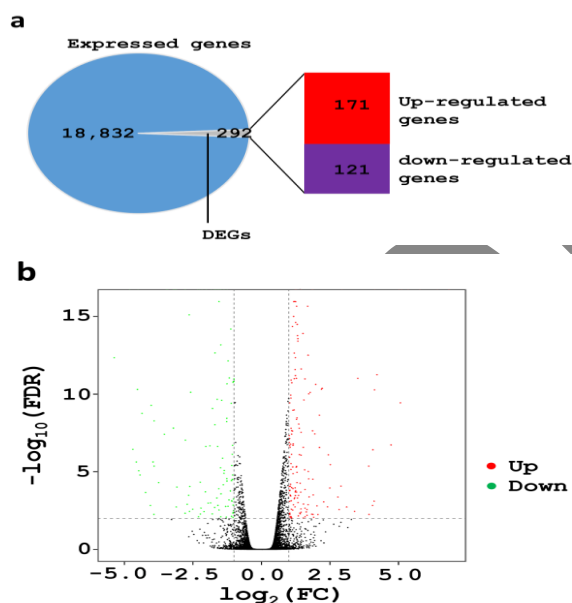 a
Expressed genes
18,832
292
DEGs
171
Up-regulated
genes
121
down-regulated
genes
b
-log10(FDR)
15
10
5
0
-5.0 -2.5 0.0 2.5 5.0
log2(FC)
Up
Down